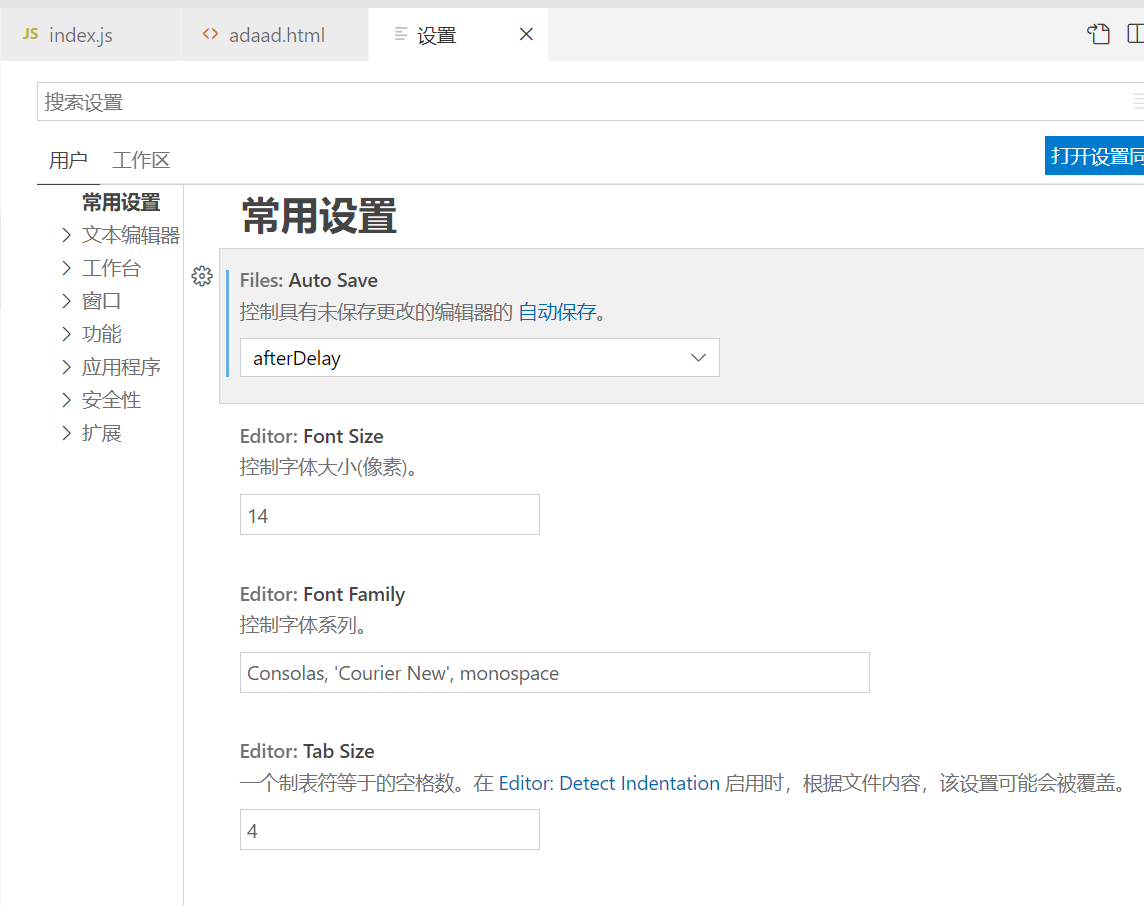 JS index.js
<> adaad.html
设置
搜索设置
用户 工作区
打开设置同
常用设置
文本编辑器
工作台
窗口
功能
应用程序
安全性
扩展
常用设置
Files: Auto Save
控制具有未保存更改的编辑器的 自动保存。
afterDelay
Editor: Font Size
控制字体大小(像素)。
14
Editor: Font Family
控制字体系列。
Consolas, 'Courier New', monospace
Editor: Tab Size
一个制表符等于的空格数。在 Editor: Detect Indentation 启用时，根据文件内容，该设置可能会被覆盖。
4